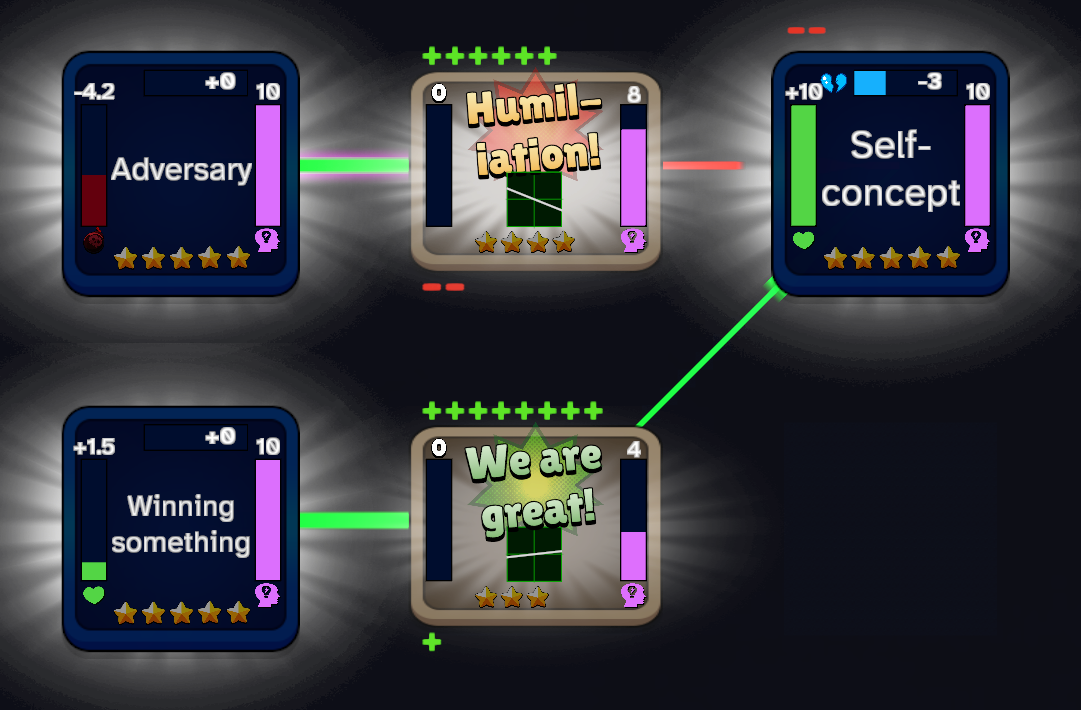 -4.2
+0
10
Adversary
0
8
Humil-
iation!
+10
-3
10
Self-
concept
+1.5
+0
10
Winning
something
0
4
We are
great!